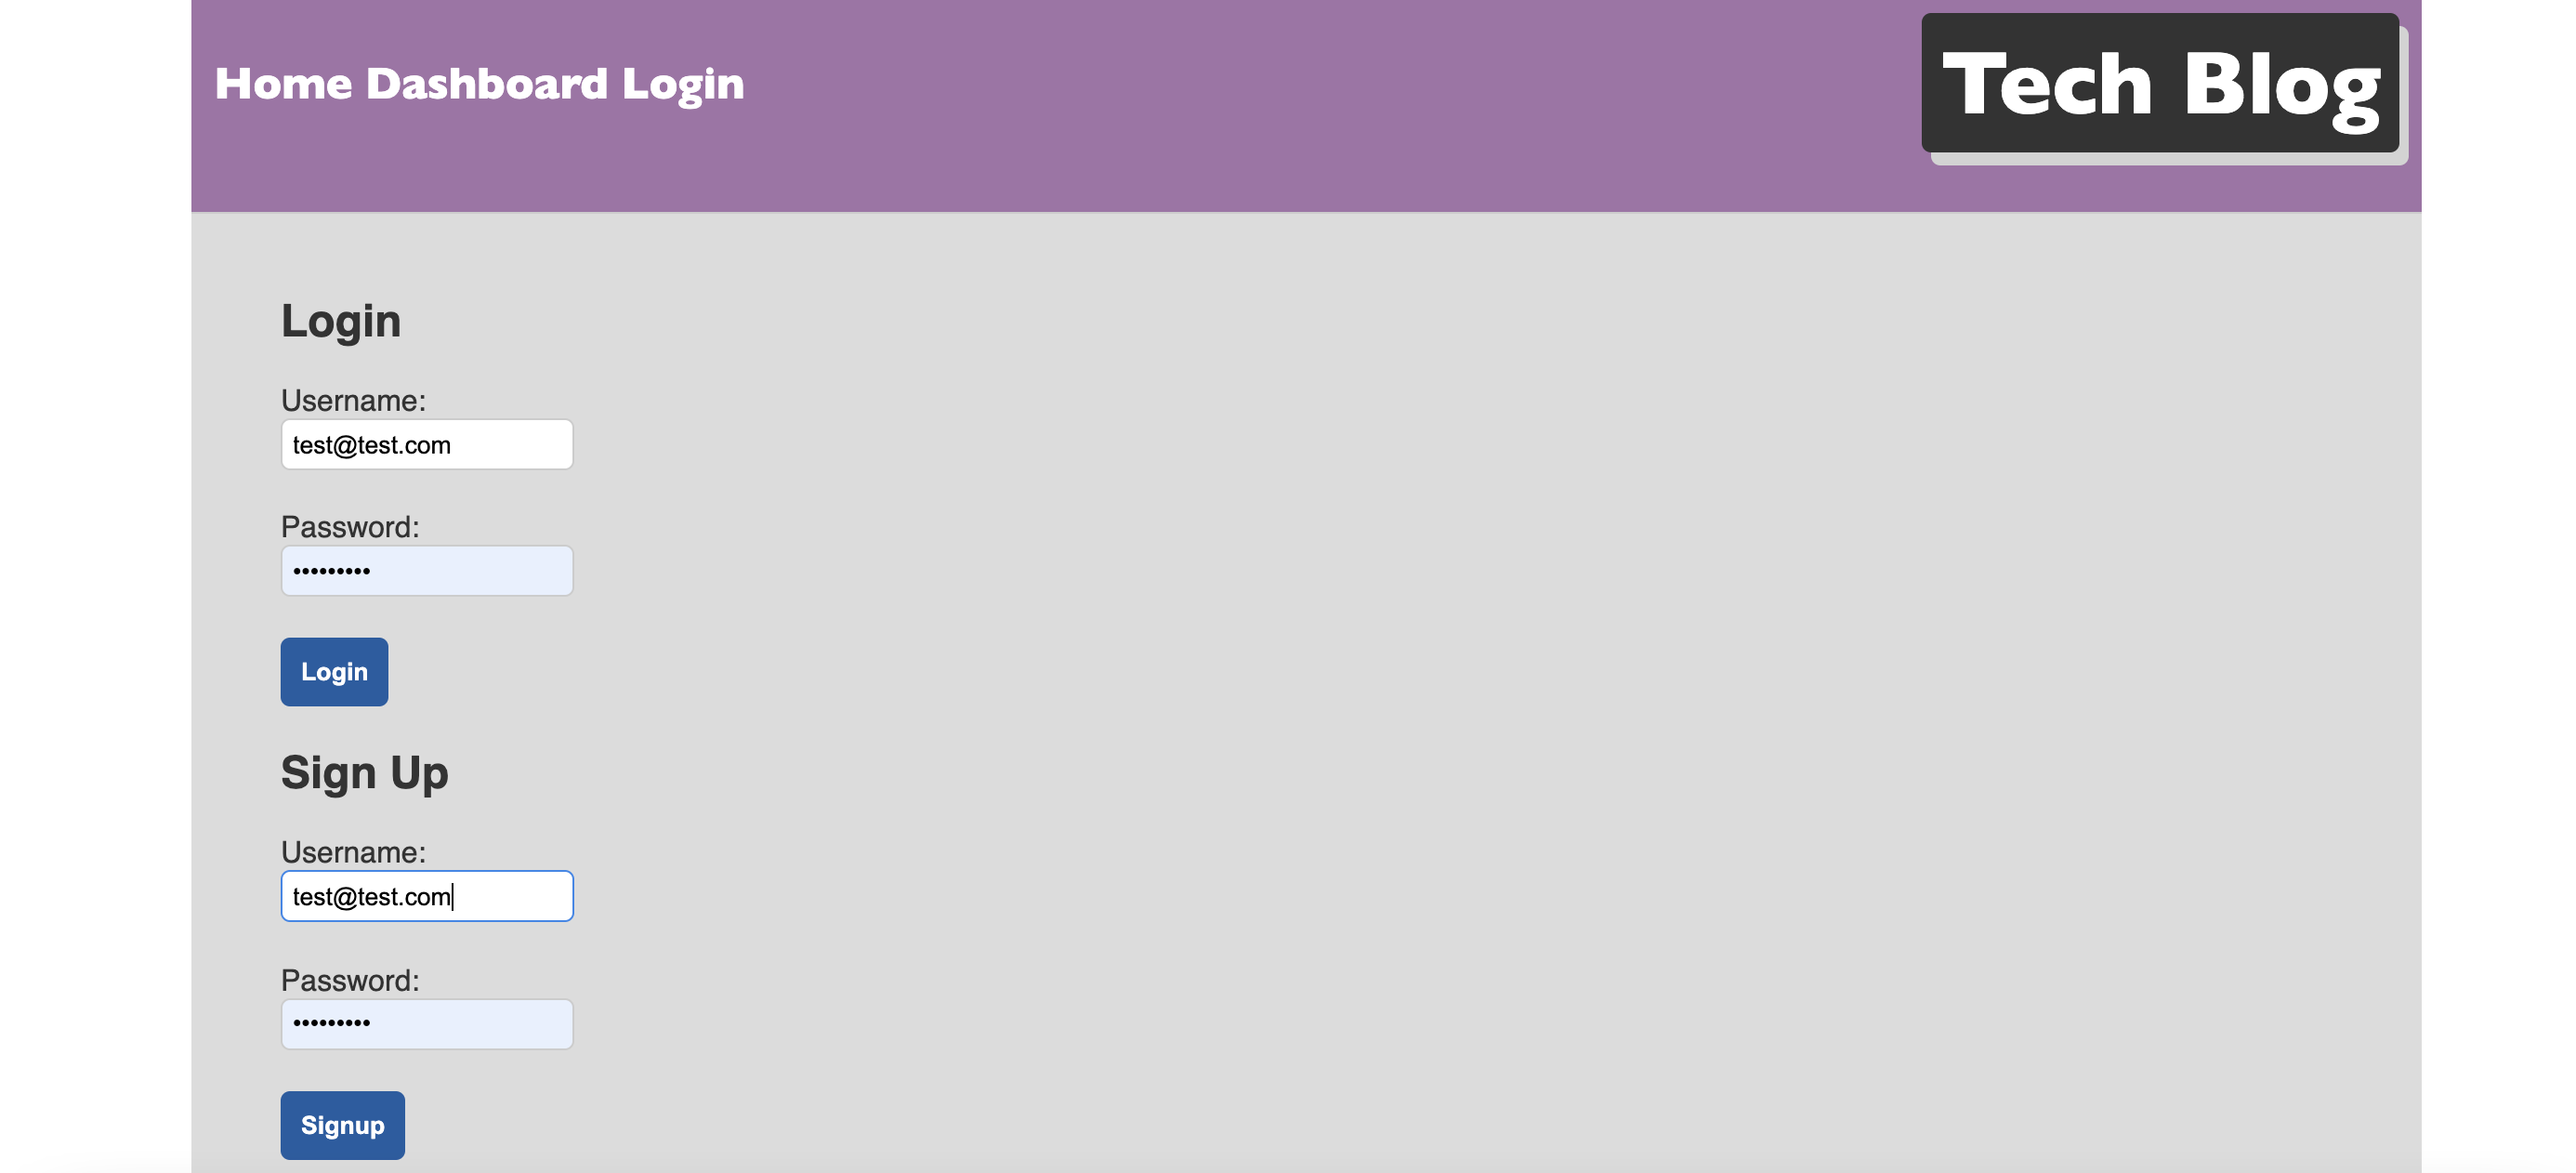 Home Dashboard Login
Tech Blog
Login
Username:
test@test.com
Password:
•••••••••
Login
Sign Up
Username:
test@test.com
Password:
•••••••••
Signup